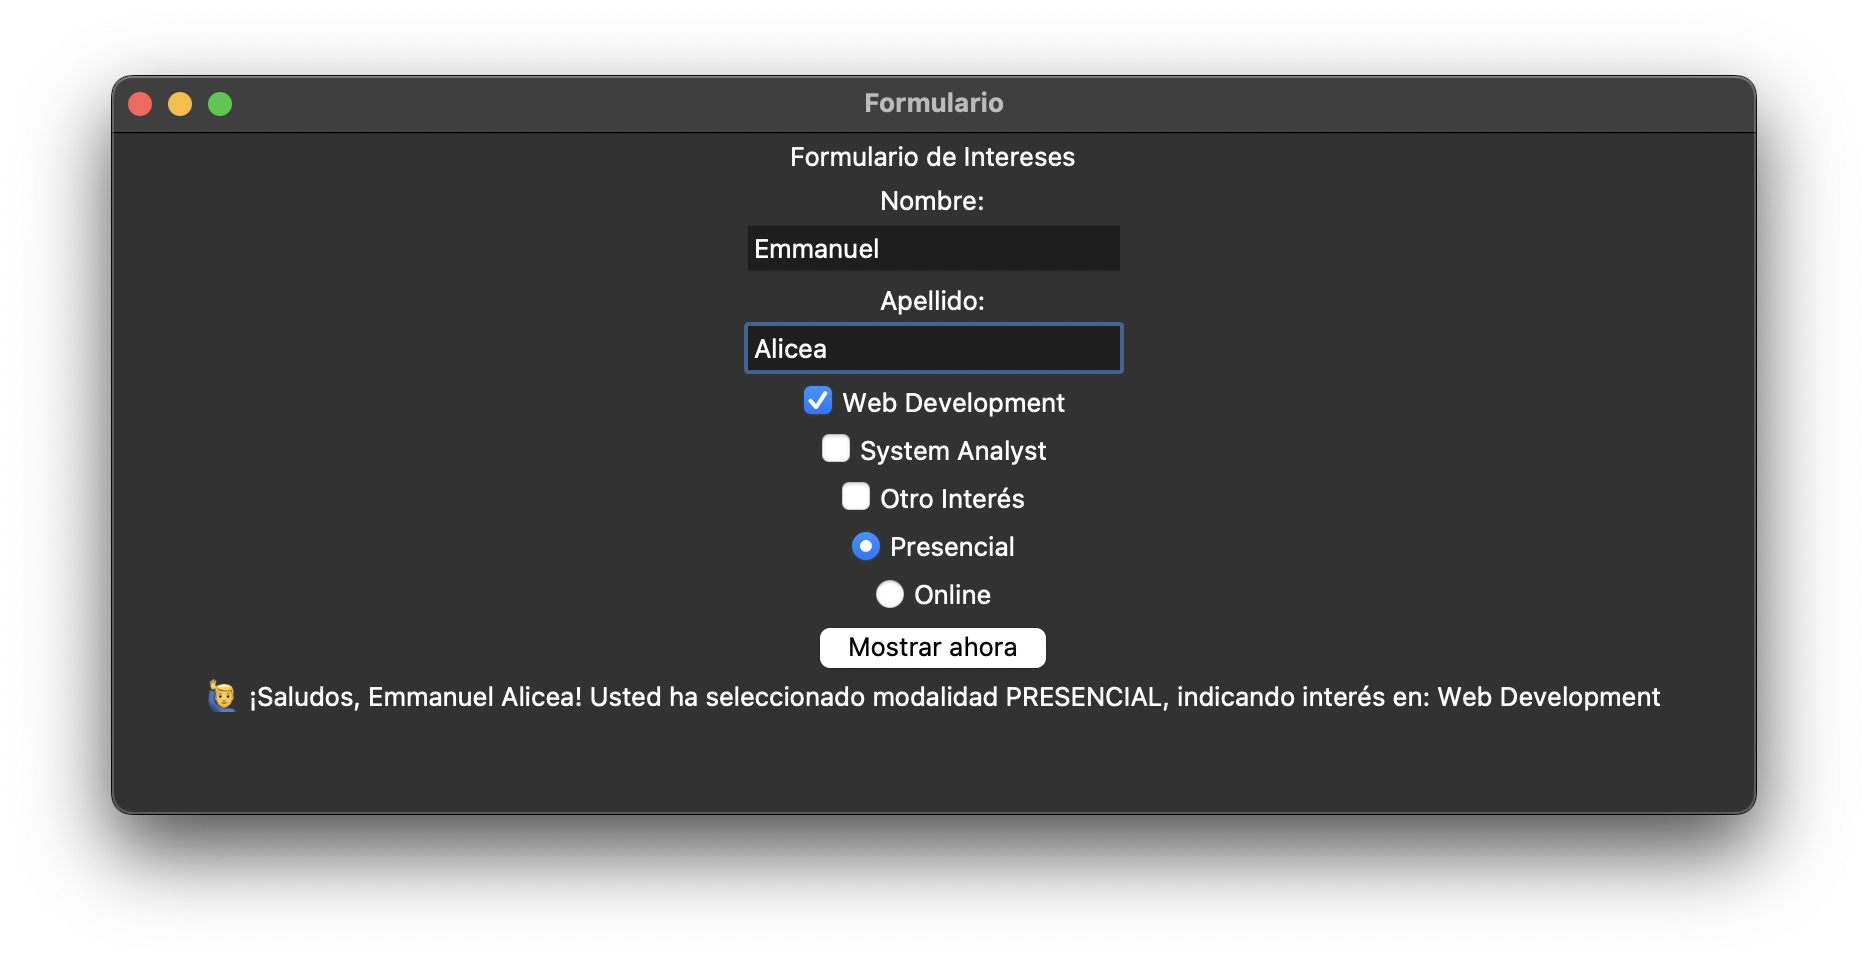 Formulario
Formulario de Intereses
Nombre:
Emmanuel
Apellido:
Alicea
Web Development
System Analyst
Otro Interés
Presencial
Online
Mostrar ahora
🙋‍♂️ ¡Saludos, Emmanuel Alicea! Usted ha seleccionado modalidad PRESENCIAL, indicando interés en: Web Development